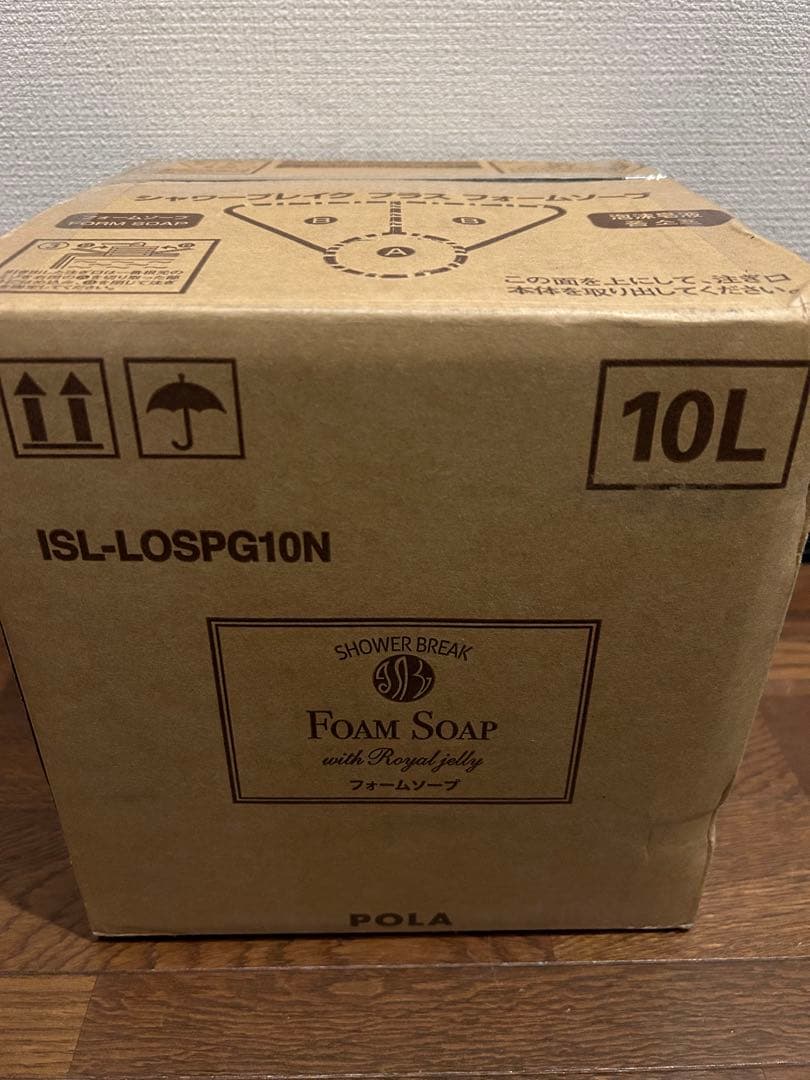 シャワーブレイク プラス フォームソープ
フォームソープ
FOAM SOAP
B
B
A
この面を上にして、注ぎ口
本体を取り出してください。
10L
ISL-LOSPG10N
SHOWER BREAK
FOAM SOAP
with Royal jelly
フォームソープ
POLA